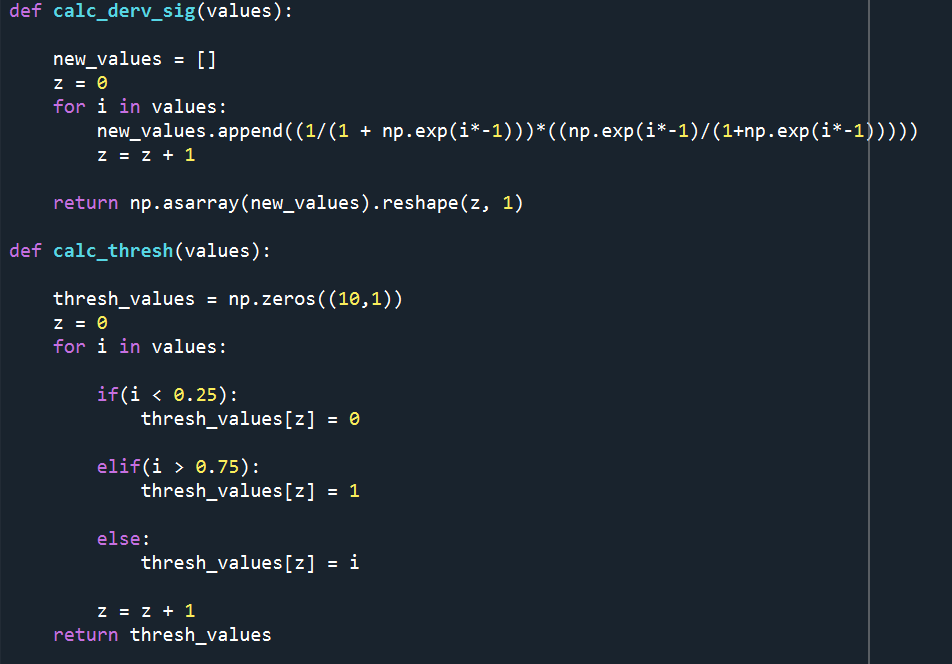 def calc_derv_sig(values):
    new_values = []
    z = 0
    for i in values:
        new_values.append((1/(1 + np.exp(i*-1)))*((np.exp(i*-1)/(1+np.exp(i*-1)))))
        z = z + 1
    return np.asarray(new_values).reshape(z, 1)
def calc_thresh(values):
    thresh_values = np.zeros((10,1))
    z = 0
    for i in values:
        if(i < 0.25):
            thresh_values[z] = 0
        elif(i > 0.75):
            thresh_values[z] = 1
        else:
            thresh_values[z] = i
        z = z + 1
    return thresh_values